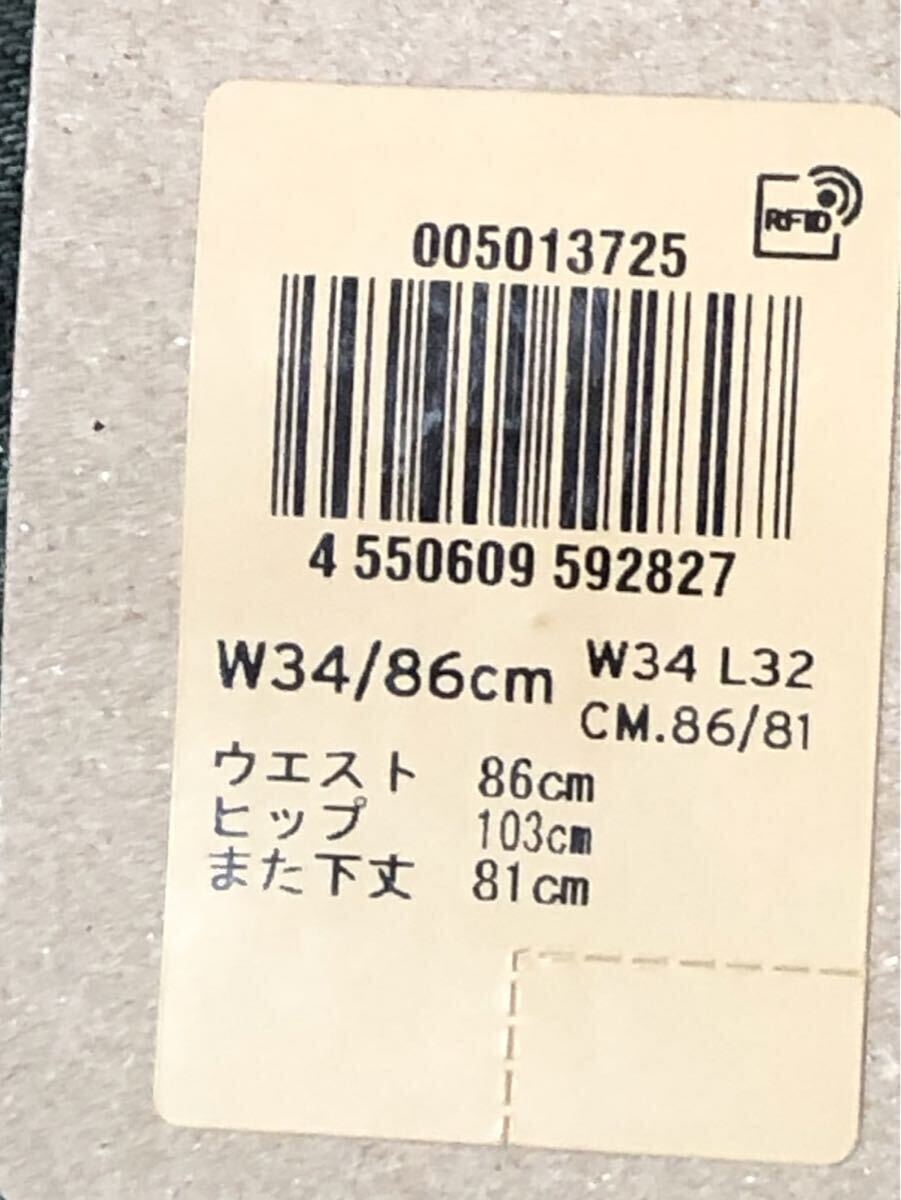 RFID
005013725
4 550609 592827
W34/86cm
W34 L32
CM.86/81
ウエスト 86cm
ヒップ 103cm
また下丈 81cm